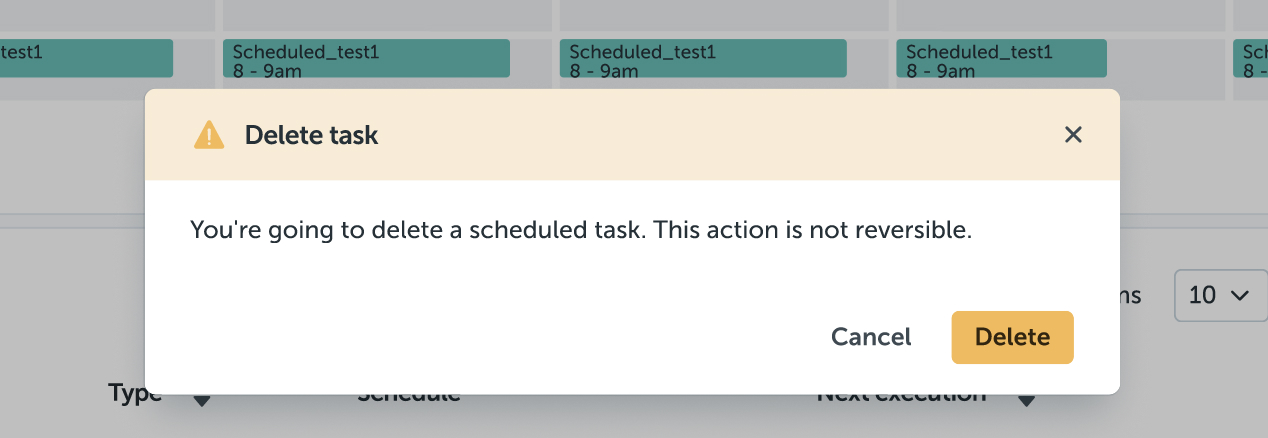 test1
Scheduled_test1
8 - 9am
Scheduled_test1
8 - 9am
Scheduled_test1
8 - 9am
Delete task
You're going to delete a scheduled task. This action is not reversible.
10
Cancel
Delete
Type
Schedule
Next execution